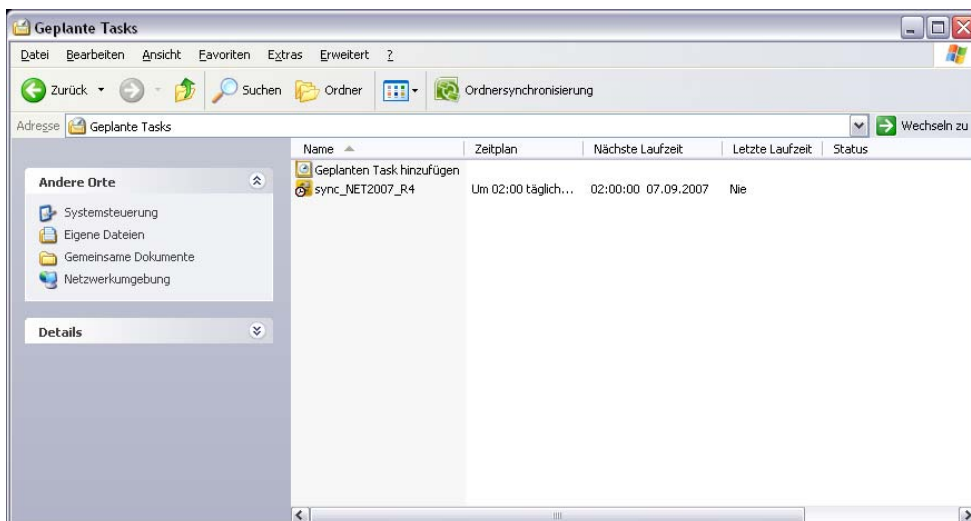 Geplante Tasks
Datei Bearbeiten Ansicht Favoriten Extras Erweitert ?
Zurück Suchen Ordner Ordnersynchronisierung
Adresse Geplante Tasks Wechseln zu
Name Zeitplan Nächste Laufzeit Letzte Laufzeit Status
Geplanten Task hinzufügen
sync_NET2007_R4 Um 02:00 täglich... 02:00:00 07.09.2007 Nie
Andere Orte
Systemsteuerung
Eigene Dateien
Gemeinsame Dokumente
Netzwerkumgebung
Details